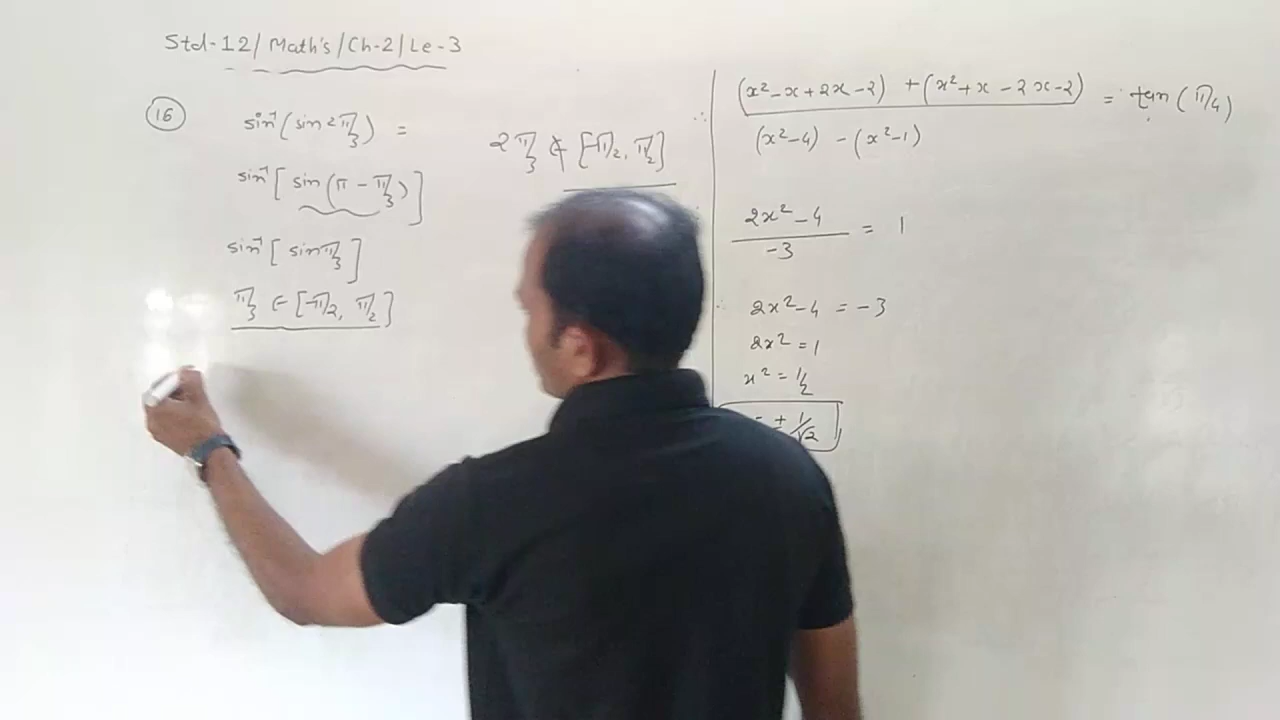 Std-12/Math's/Ch-2/Le-3
16
sin⁻¹(sin 2π/3) =
2π/3 ∉ [-π/2, π/2]
sin⁻¹[sin(π - π/3)]
sin⁻¹[sin π/3]
π/3 ∈ [-π/2, π/2]
∴ (x²-x+2x-2) + (x²+x-2x-2) / (x²-4) - (x²-1) = tan(π/4)
2x²-4 / -3 = 1
∴ 2x²-4 = -3
2x² = 1
x² = 1/2
= ± 1/√2